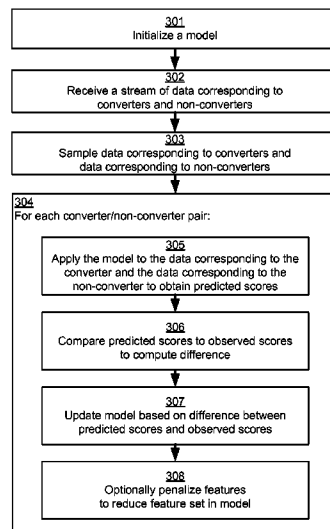 301
Initialize a model
302
Receive a stream of data corresponding to
converters and non-converters
303
Sample data corresponding to converters and
data corresponding to non-converters
304
For each converter/non-converter pair:
305
Apply the model to the data corresponding to the
converter and the data corresponding to the
non-converter to obtain predicted scores
306
Compare predicted scores to observed scores
to compute difference
307
Update model based on difference between
predicted scores and observed scores
308
Optionally penalize features
to reduce feature set in model